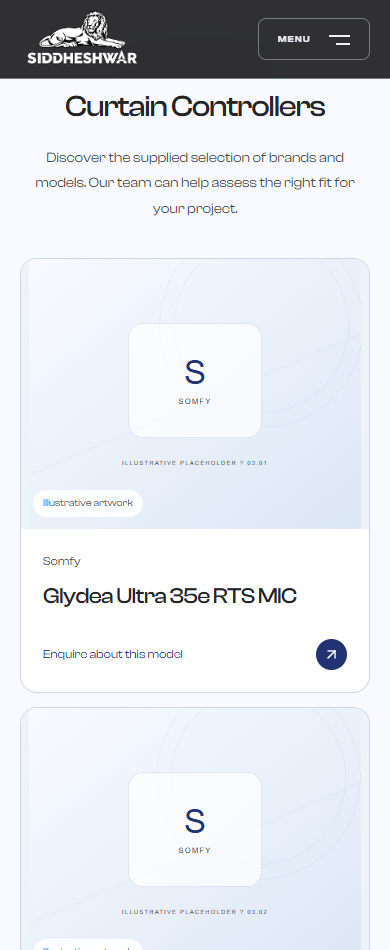 SIDDHESHWAR
MENU
Curtain Controllers
Discover the supplied selection of brands and
models. Our team can help assess the right fit for
your project.
S
SOMFY
ILLUSTRATIVE PLACEHOLDER ? 03.01
Illustrative artwork
Somfy
Glydea Ultra 35e RTS MIC
Enquire about this model
S
SOMFY
ILLUSTRATIVE PLACEHOLDER ? 03.02